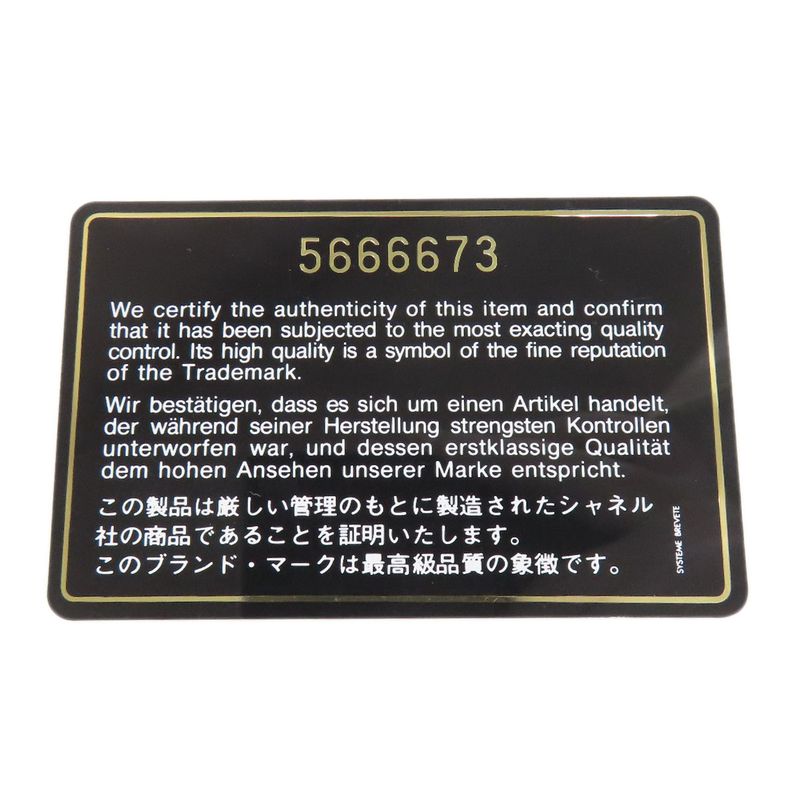 5666673
We certify the authenticity of this item and confirm
that it has been subjected to the most exacting quality
control. Its high quality is a symbol of the fine reputation
of the Trademark.
Wir bestätigen, dass es sich um einen Artikel handelt,
der während seiner Herstellung strengsten Kontrollen
unterworfen war, und dessen erstklassige Qualität
dem hohen Ansehen unserer Marke entspricht.
この製品は厳しい管理のもとに製造されたシャネル
社の商品であることを証明いたします。
このブランド・マークは最高級品質の象徴です。
SYSTEME BREVETE